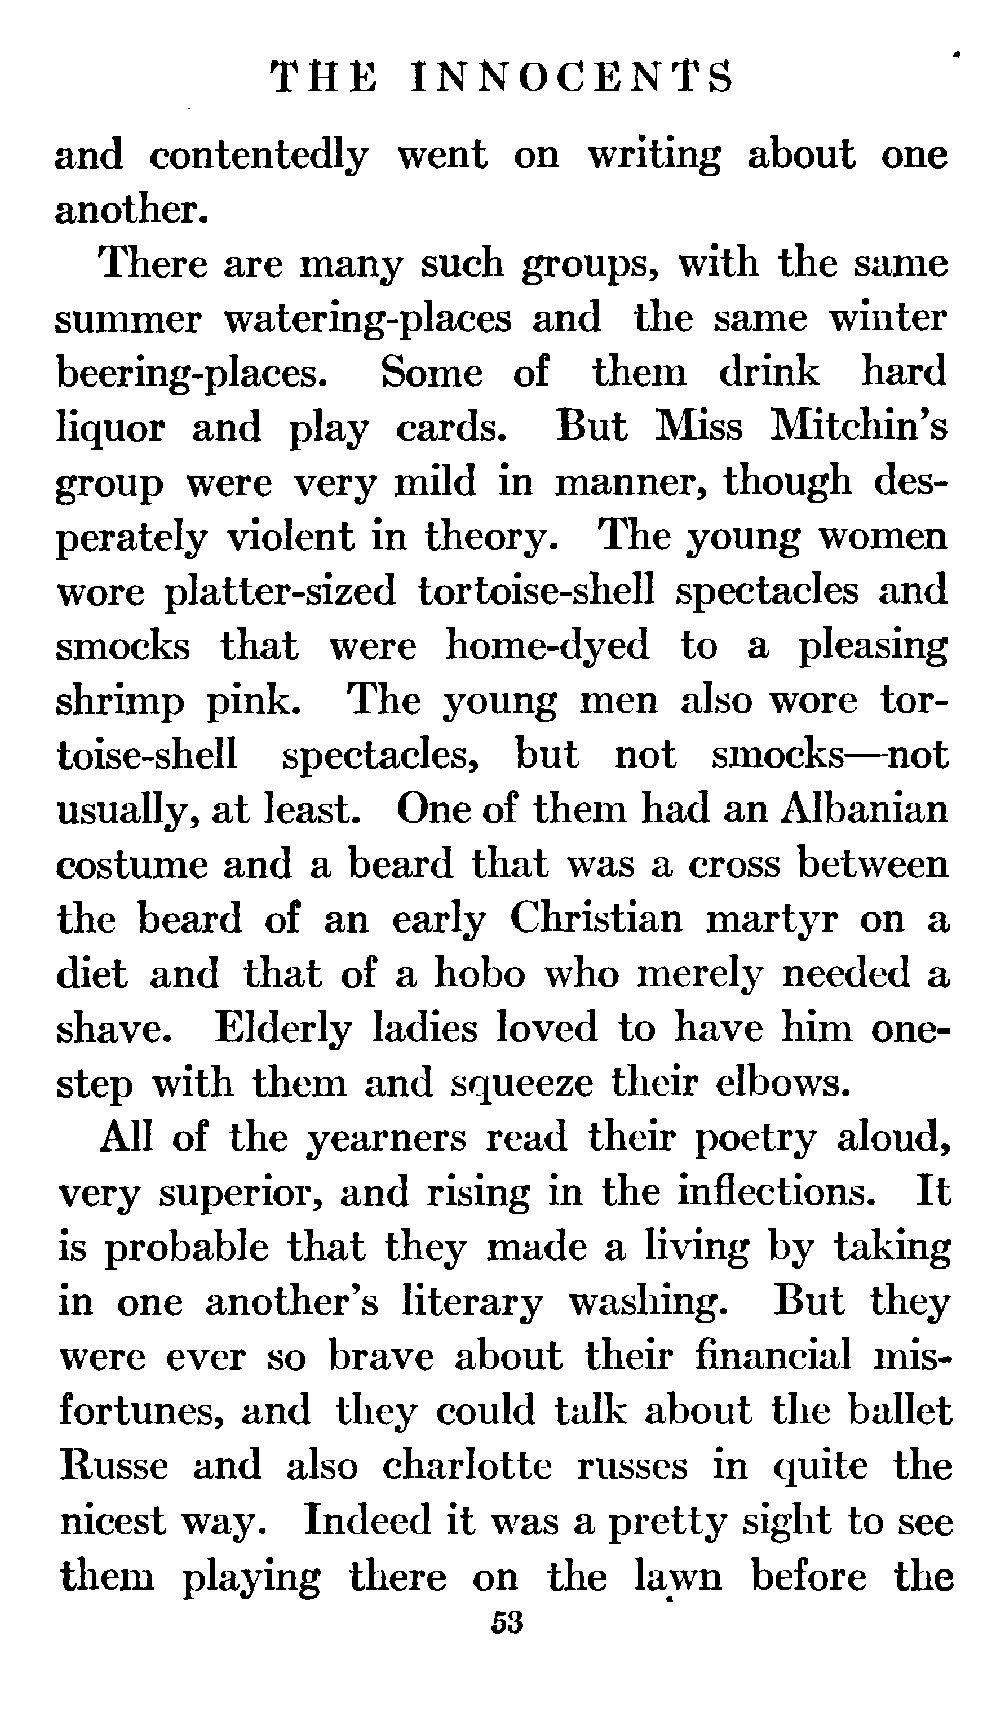 THE INNOCENTS
and contentedly went on writing about one
another.
There are many such groups, with the same
summer watering-places and the same winter
beering-places. Some of them drink hard
liquor and play cards. But Miss Mitchin's
group were very mild in manner, though des-
perately violent in theory. The young women
wore platter-sized tortoise-shell spectacles and
smocks that were home-dyed to a pleasing
shrimp pink. The young men also wore tor-
toise-shell spectacles, but not smocks—not
usually, at least. One of them had an Albanian
costume and a beard that was a cross between
the beard of an early Christian martyr on a
diet and that of a hobo who merely needed a
shave. Elderly ladies loved to have him one-
step with them and squeeze their elbows.
All of the yearners read their poetry aloud,
very superior, and rising in the inflections. It
is probable that they made a living by taking
in one another's literary washing. But they
were ever so brave about their financial mis-
fortunes, and they could talk about the ballet
Russe and also charlotte russes in quite the
nicest way. Indeed it was a pretty sight to see
them playing there on the lawn before the
53